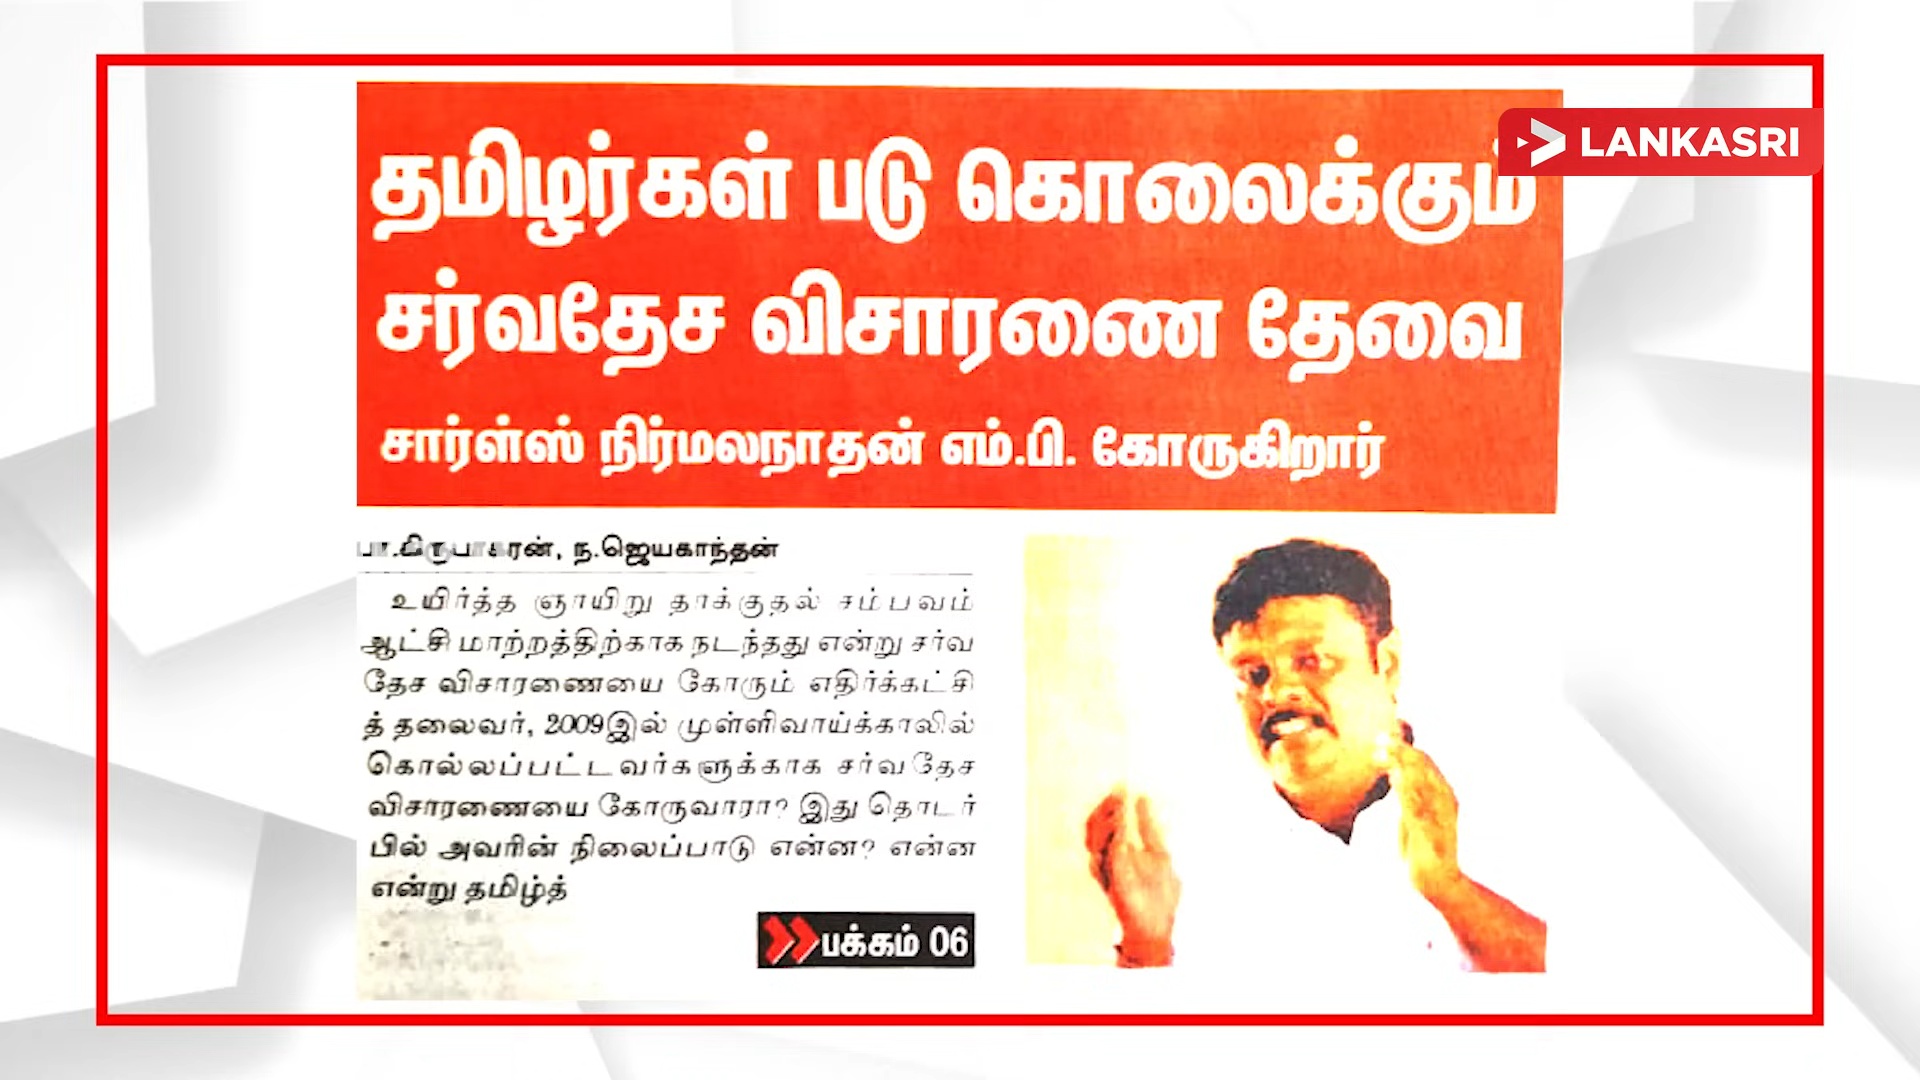 LANKASRI
தமிழர்கள் படு கொலைக்கும்
சர்வதேச விசாரணை தேவை
சார்ள்ஸ் நிர்மலநாதன் எம்.பி. கோருகிறார்
பா.கிருபாகரன், ந.ஜெயகாந்தன்
உயிர்த்த ஞாயிறு தாக்குதல் சம்பவம்
ஆட்சி மாற்றத்திற்காக நடந்தது என்று சர்வ
தேச விசாரணையை கோரும் எதிர்க்கட்சி
த் தலைவர், 2009இல் முள்ளிவாய்க்காலில்
கொல்லப்பட்டவர்களுக்காக சர்வதேச
விசாரணையை கோருவாரா? இது தொடர்
பில் அவரின் நிலைப்பாடு என்ன? என்ன
என்று தமிழ்த்
பக்கம் 06